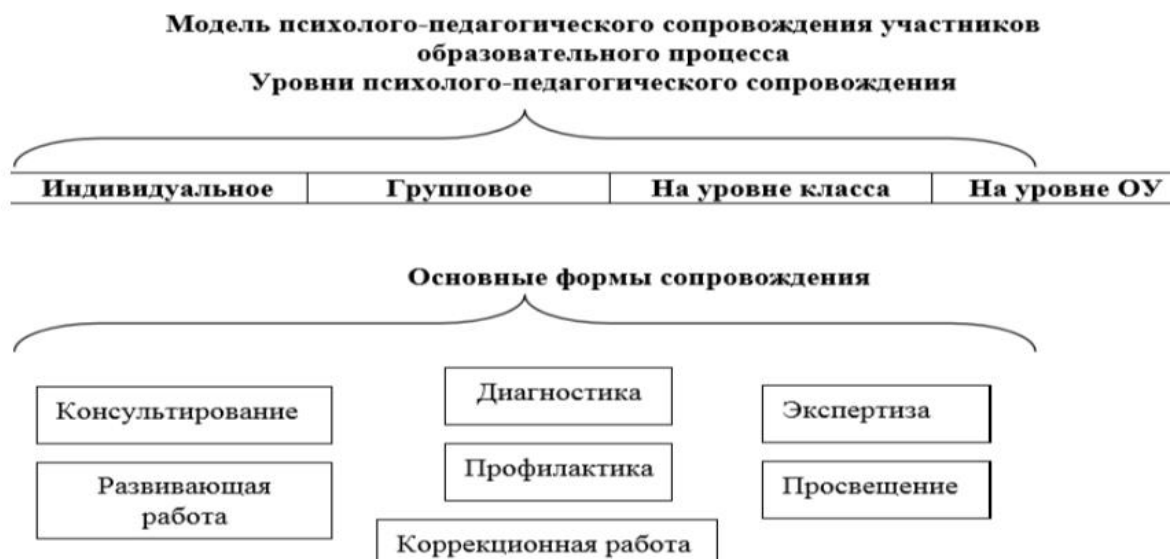 Модель психолого-педагогического сопровождения участников
образовательного процесса
Уровни психолого-педагогического сопровождения
Индивидуальное Групповое На уровне класса На уровне ОУ
Основные формы сопровождения
Консультирование
Диагностика
Экспертиза
Развивающая
работа
Профилактика
Просвещение
Коррекционная работа